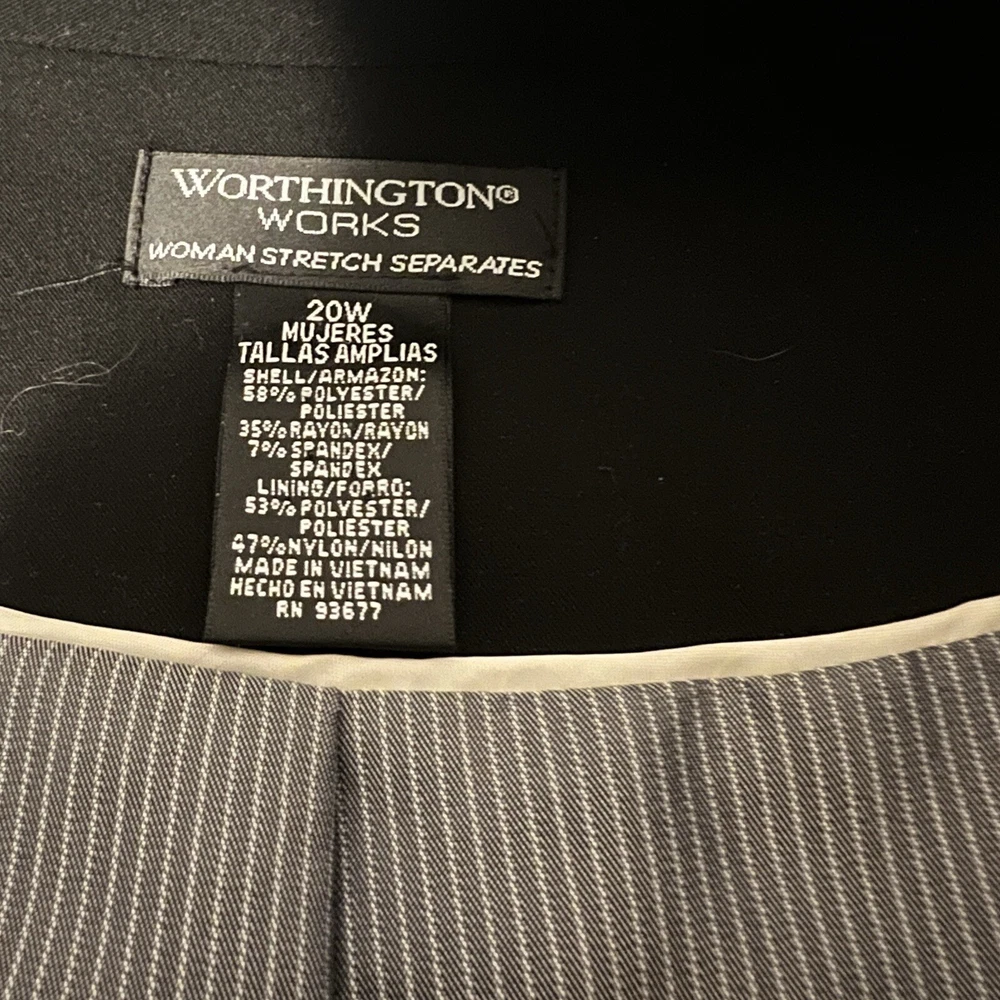 WORTHINGTON®
WORKS
WOMAN STRETCH SEPARATES
20W
MUJERES
TALLAS AMPLIAS
SHELL/ARMAZON:
58% POLYESTER/
POLIESTER
35% RAYON/RAYON
7% SPANDEX/
SPANDEX
LINING/FORRO:
53% POLYESTER/
POLIESTER
47% NYLON/NILON
MADE IN VIETNAM
HECHO EN VIETNAM
RN 93677